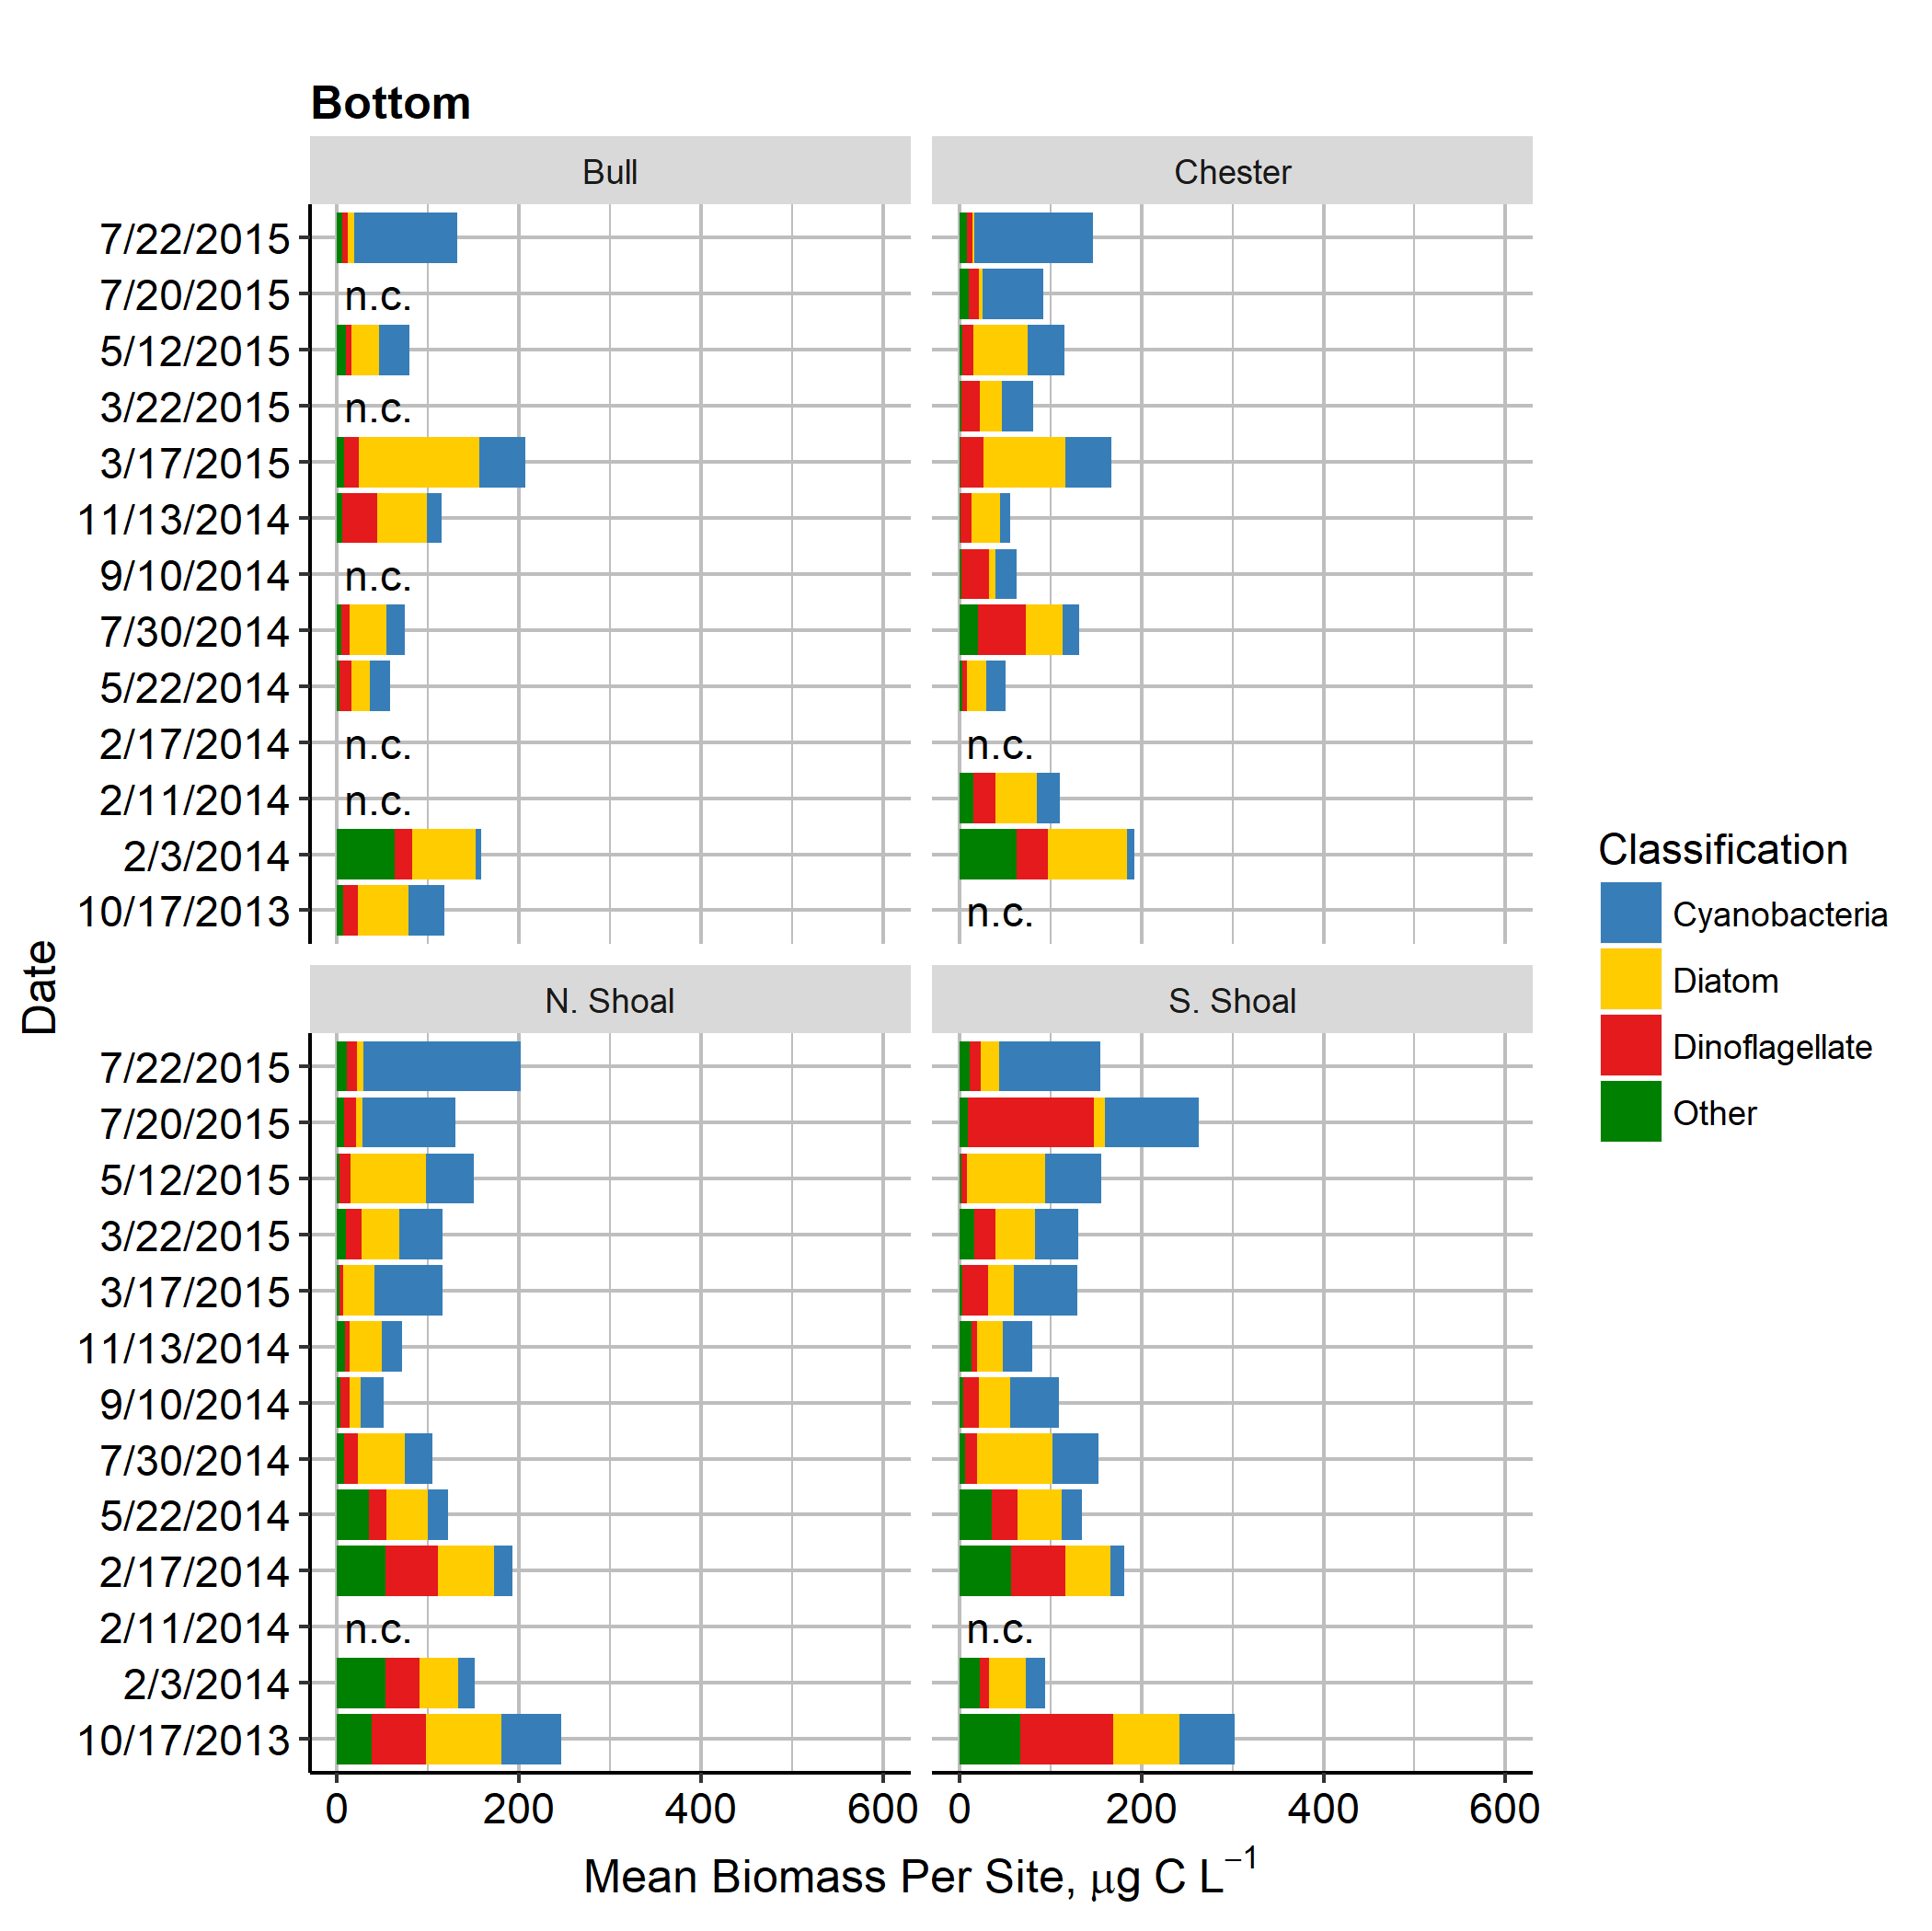 Bottom
Bull
Chester
7/22/2015
7/20/2015
n.c.
5/12/2015
3/22/2015
n.c.
3/17/2015
11/13/2014
9/10/2014
n.c.
7/30/2014
5/22/2014
2/17/2014
n.c.
n.c.
2/11/2014
n.c.
2/3/2014
10/17/2013
n.c.
Date
N. Shoal
S. Shoal
7/22/2015
7/20/2015
5/12/2015
3/22/2015
3/17/2015
11/13/2014
9/10/2014
7/30/2014
5/22/2014
2/17/2014
2/11/2014
n.c.
n.c.
2/3/2014
10/17/2013
0 200 400 600
0 200 400 600
Mean Biomass Per Site, μg C L⁻¹
Classification
Cyanobacteria
Diatom
Dinoflagellate
Other